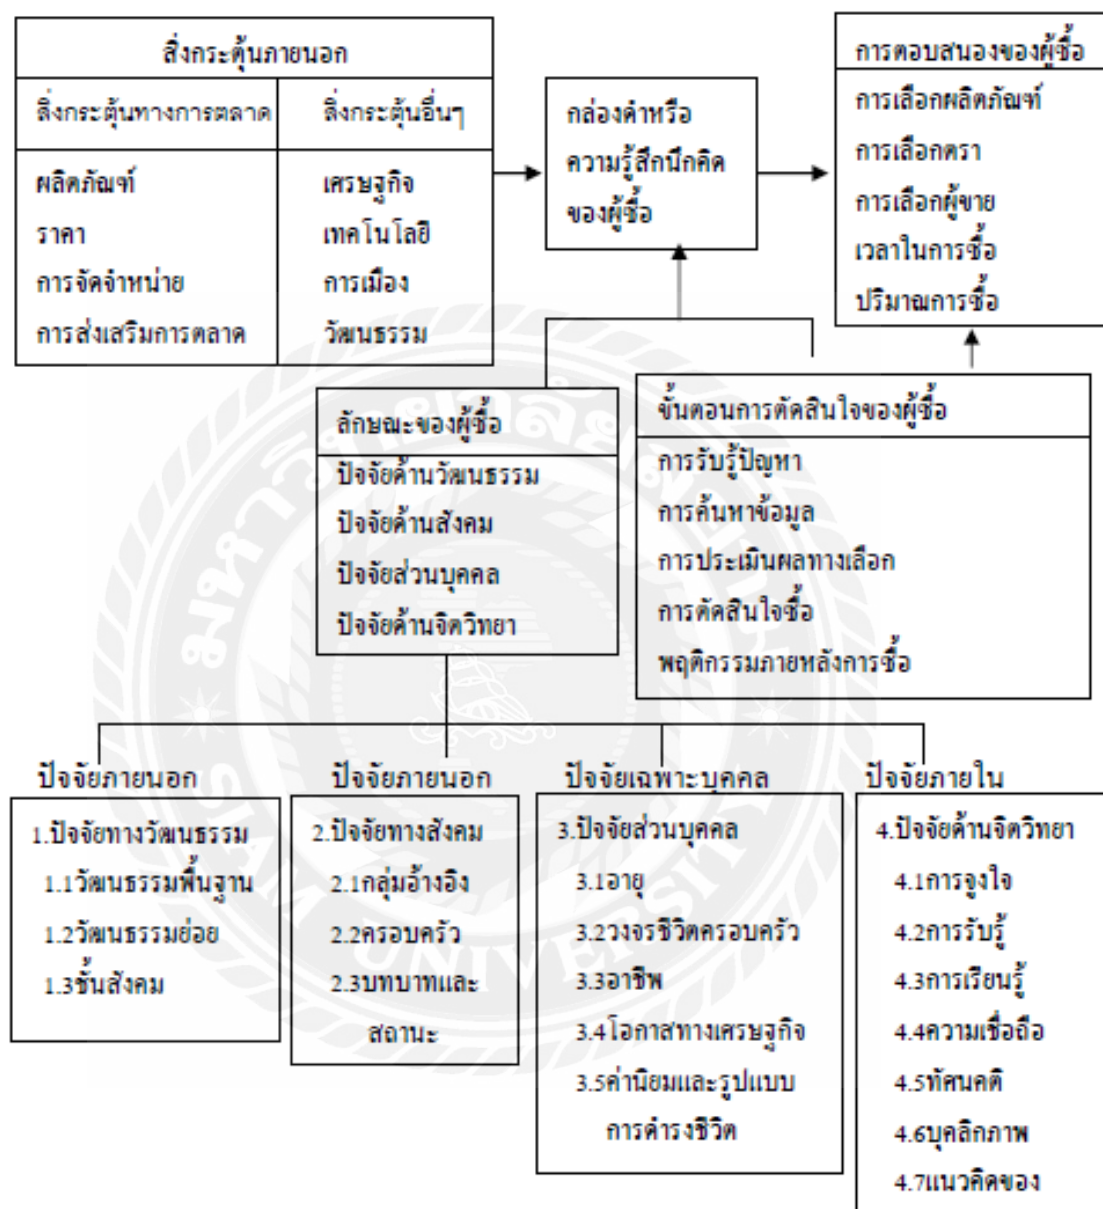 สิ่งกระตุ้นภายนอก
สิ่งกระตุ้นทางการตลาด
สิ่งกระตุ้นอื่นๆ
ผลิตภัณฑ์
ราคา
การจัดจำหน่าย
การส่งเสริมการตลาด
เศรษฐกิจ
เทคโนโลยี
การเมือง
วัฒนธรรม
กล่องดำหรือ
ความรู้สึกนึกคิด
ของผู้ซื้อ
การตอบสนองของผู้ซื้อ
การเลือกผลิตภัณฑ์
การเลือกตรา
การเลือกผู้ขาย
เวลาในการซื้อ
ปริมาณการซื้อ
ลักษณะของผู้ซื้อ
ปัจจัยด้านวัฒนธรรม
ปัจจัยด้านสังคม
ปัจจัยส่วนบุคคล
ปัจจัยด้านจิตวิทยา
ขั้นตอนการตัดสินใจของผู้ซื้อ
การรับรู้ปัญหา
การค้นหาข้อมูล
การประเมินผลทางเลือก
การตัดสินใจซื้อ
พฤติกรรมภายหลังการซื้อ
ปัจจัยภายนอก
1.ปัจจัยทางวัฒนธรรม
1.1วัฒนธรรมพื้นฐาน
1.2วัฒนธรรมย่อย
1.3ชั้นสังคม
ปัจจัยภายนอก
2.ปัจจัยทางสังคม
2.1กลุ่มอ้างอิง
2.2ครอบครัว
2.3บทบาทและ
สถานะ
ปัจจัยเฉพาะบุคคล
3.ปัจจัยส่วนบุคคล
3.1อายุ
3.2วงจรชีวิตครอบครัว
3.3อาชีพ
3.4โอกาสทางเศรษฐกิจ
3.5ค่านิยมและรูปแบบ
การดำรงชีวิต
ปัจจัยภายใน
4.ปัจจัยด้านจิตวิทยา
4.1การจูงใจ
4.2การรับรู้
4.3การเรียนรู้
4.4ความเชื่อถือ
4.5ทัศนคติ
4.6บุคลิกภาพ
4.7แนวคิดของ
มหาวิทยาลัยสยาม
SIAM UNIVERSITY